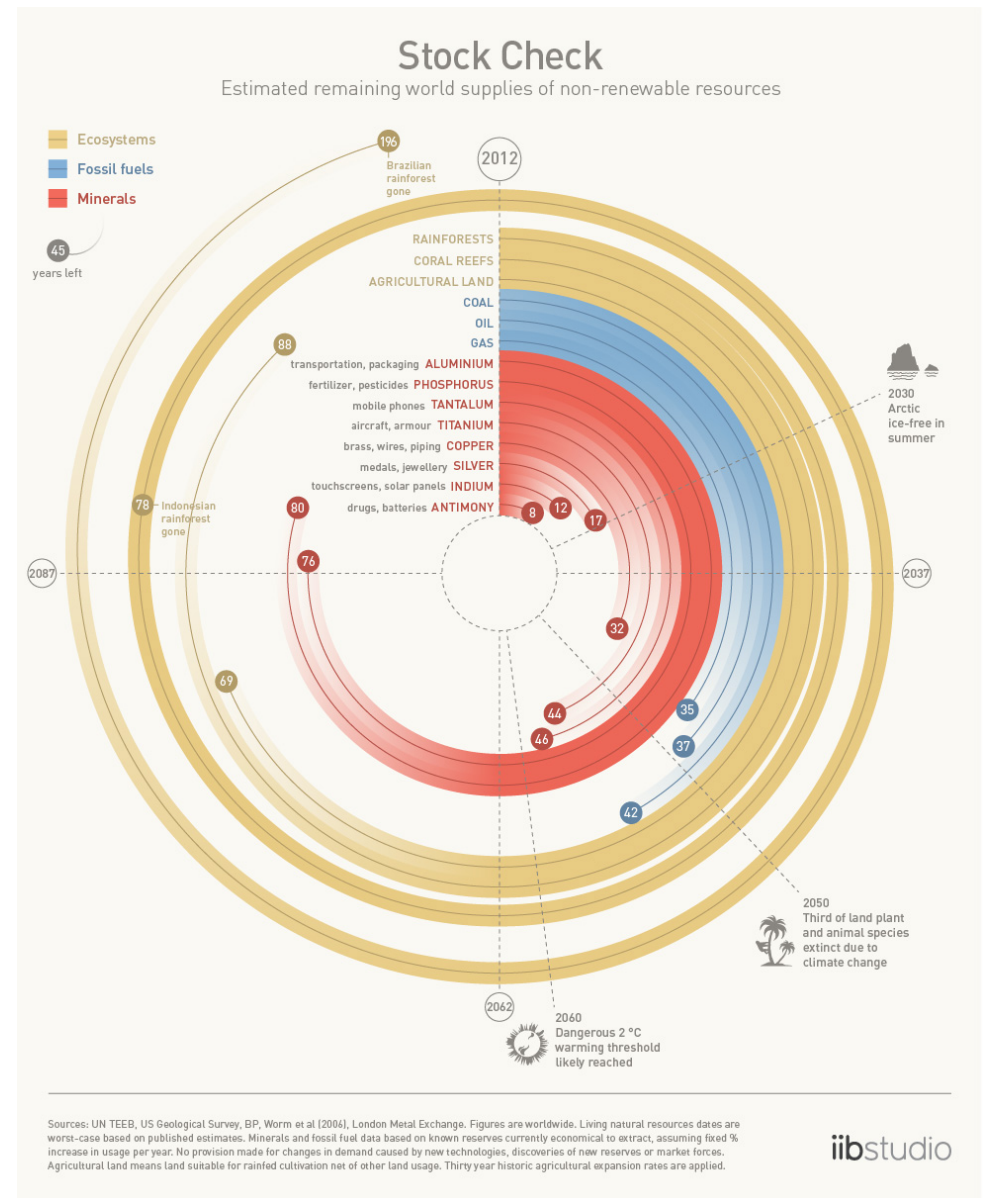 Stock Check
Estimated remaining world supplies of non-renewable resources
Ecosystems
Fossil fuels
Minerals
45
years left
196
Brazilian
rainforest
gone
2012
RAINFORESTS
CORAL REEFS
AGRICULTURAL LAND
COAL
OIL
GAS
transportation, packaging ALUMINIUM
fertilizer, pesticides PHOSPHORUS
mobile phones TANTALUM
aircraft, armour TITANIUM
brass, wires, piping COPPER
medals, jewellery SILVER
touchscreens, solar panels INDIUM
drugs, batteries ANTIMONY
88
78
Indonesian
rainforest
gone
80
76
69
8
12
17
32
44
46
35
37
42
2030
Arctic
ice-free in
summer
2087
2037
2050
Third of land plant
and animal species
extinct due to
climate change
2062
2060
Dangerous 2 °C
warming threshold
likely reached
Sources: UN TEEB, US Geological Survey, BP, Worm et al (2006), London Metal Exchange. Figures are worldwide. Living natural resources dates are
worst-case based on published estimates. Minerals and fossil fuel data based on known reserves currently economical to extract, assuming fixed %
increase in usage per year. No provision made for changes in demand caused by new technologies, discoveries of new reserves or market forces.
Agricultural land means land suitable for rainfed cultivation net of other land usage. Thirty year historic agricultural expansion rates are applied.
iibstudio